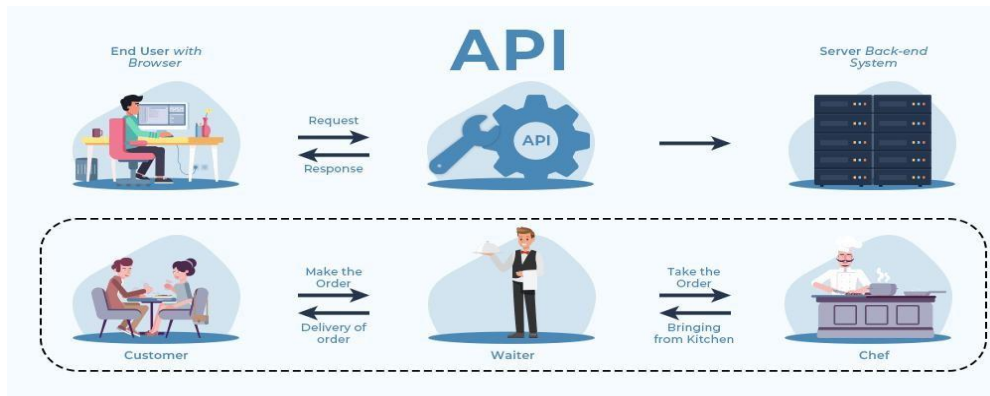 API
End User with
Browser
Server Back-end
System
Request
Response
API
Make the
Order
Delivery of
order
Take the
Order
Bringing
from Kitchen
Customer
Waiter
Chef